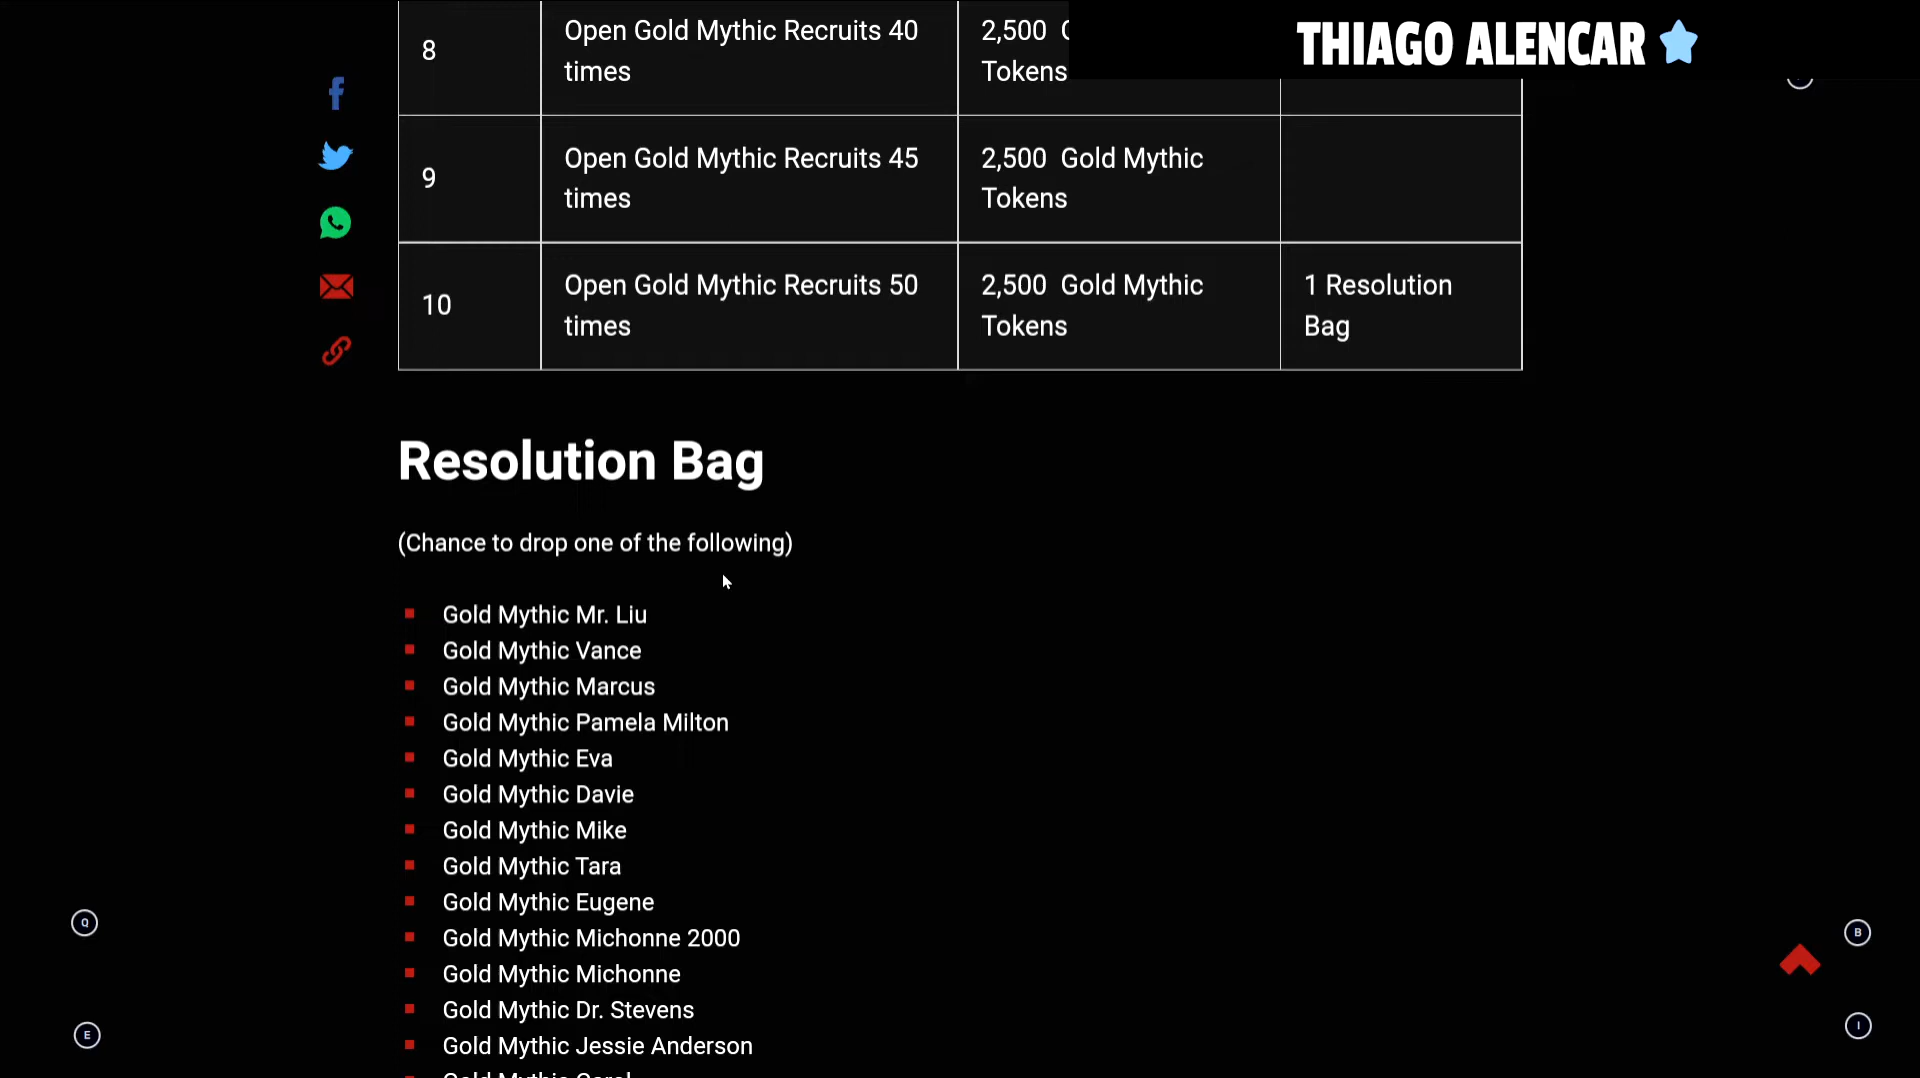 THIAGO ALENCAR
8
Open Gold Mythic Recruits 40
times
2,500
Tokens
9
Open Gold Mythic Recruits 45
times
2,500 Gold Mythic
Tokens
10
Open Gold Mythic Recruits 50
times
2,500 Gold Mythic
Tokens
1 Resolution
Bag
Resolution Bag
(Chance to drop one of the following)
Gold Mythic Mr. Liu
Gold Mythic Vance
Gold Mythic Marcus
Gold Mythic Pamela Milton
Gold Mythic Eva
Gold Mythic Davie
Gold Mythic Mike
Gold Mythic Tara
Gold Mythic Eugene
Gold Mythic Michonne 2000
Gold Mythic Michonne
Gold Mythic Dr. Stevens
Gold Mythic Jessie Anderson
Gold Mythic Carol
Q
E
B
I